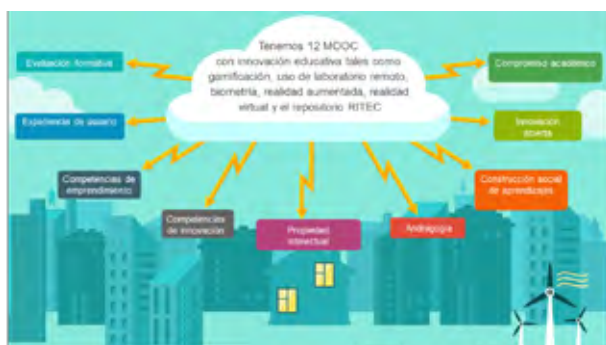 Tenemos 12 MOOC
con innovación educativa tales como
gamificación, uso de laboratorio remoto,
biometría, realidad aumentada, realidad
virtual y el repositorio RITEC
Evaluación formativa
Compromiso académico
Experiencia de usuario
Innovación
abierta
Competencias de
emprendimiento
Construcción social
de aprendizajes
Competencias
de innovación
Propiedad
intelectual
Andragogía